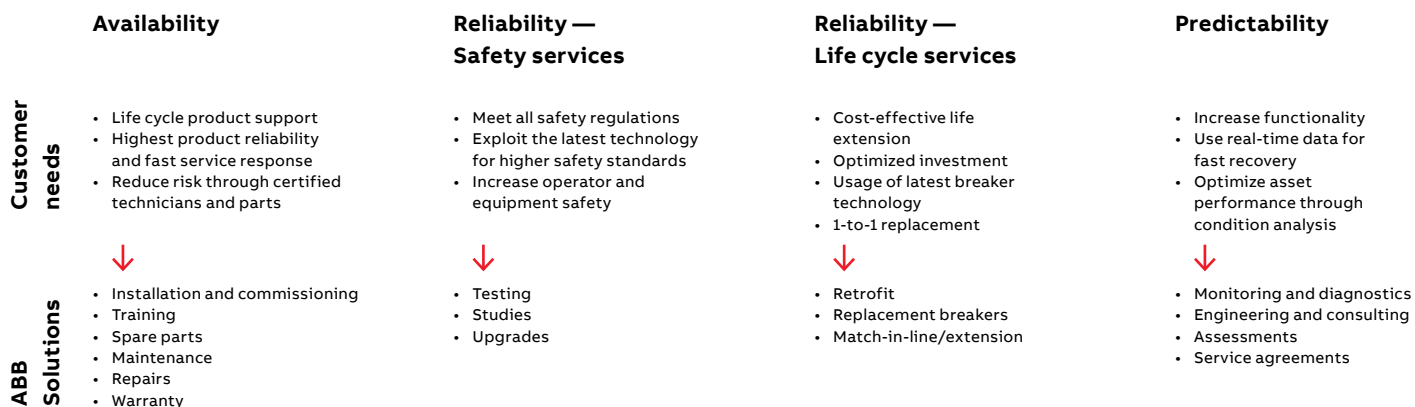 Availability
Reliability —
Safety services
Reliability —
Life cycle services
Predictability
Customer
needs
• Life cycle product support
• Highest product reliability
and fast service response
• Reduce risk through certified
technicians and parts
• Meet all safety regulations
• Exploit the latest technology
for higher safety standards
• Increase operator and
equipment safety
• Cost-effective life
extension
• Optimized investment
• Usage of latest breaker
technology
• 1-to-1 replacement
• Increase functionality
• Use real-time data for
fast recovery
• Optimize asset
performance through
condition analysis
ABB
Solutions
• Installation and commissioning
• Training
• Spare parts
• Maintenance
• Repairs
• Warranty
• Testing
• Studies
• Upgrades
• Retrofit
• Replacement breakers
• Match-in-line/extension
• Monitoring and diagnostics
• Engineering and consulting
• Assessments
• Service agreements